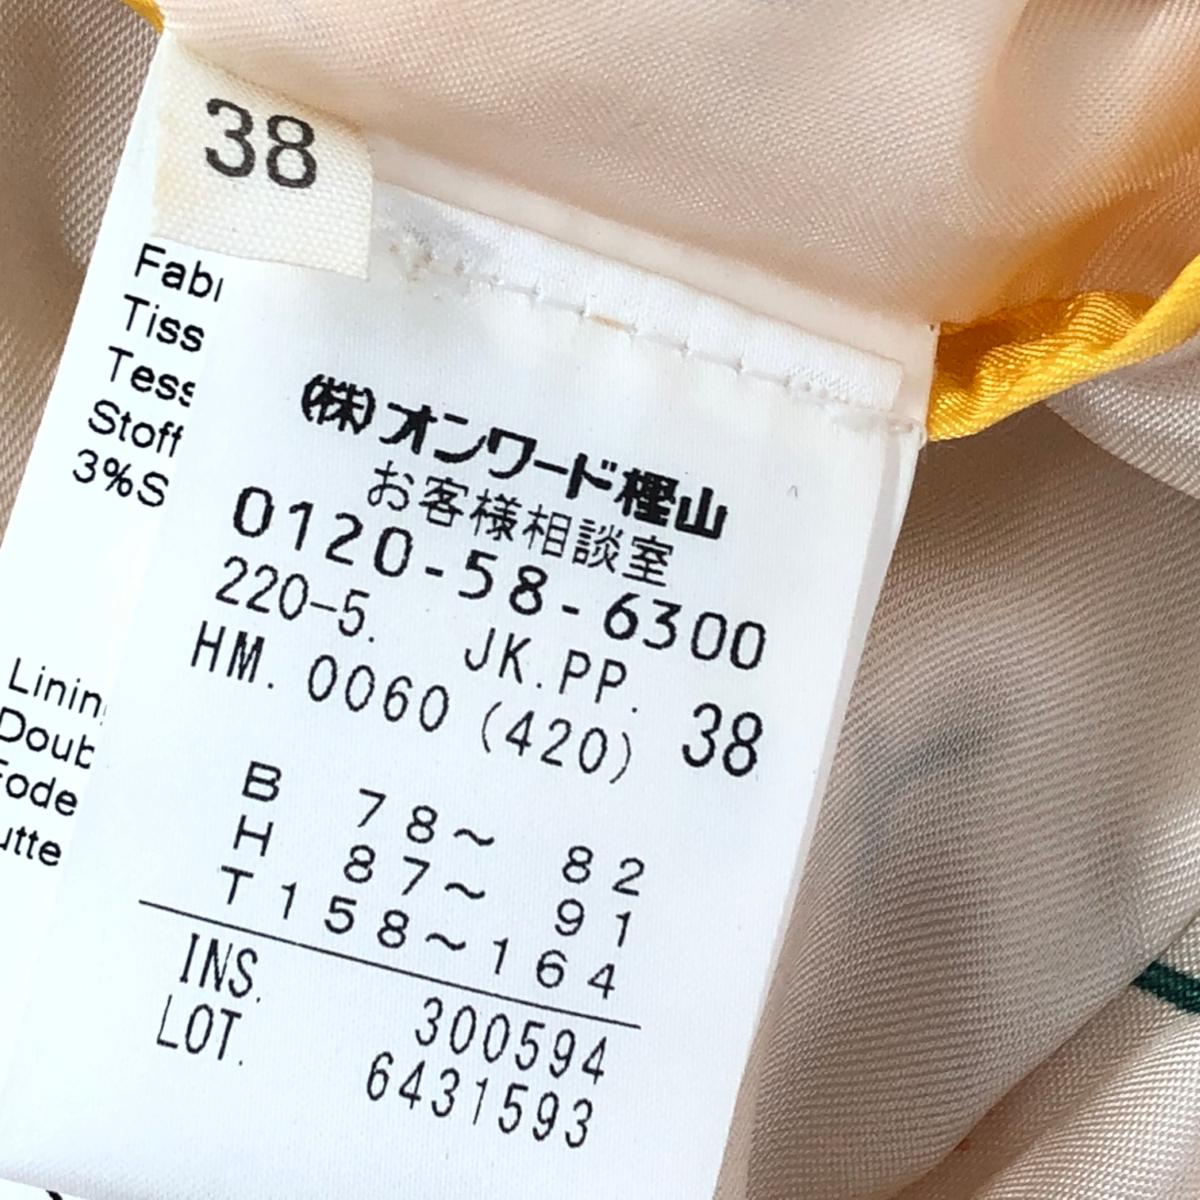 38
Fabr
Tiss
Tess
Stoff
3%S
Linin
Doub
Fode
utte
(株)オンワード樫山
お客様相談室
0120-58-6300
220-5. JK.PP.
HM. 0060 (420) 38
B 78~ 82
H 87~ 91
T 158~164
INS. 300594
LOT. 6431593